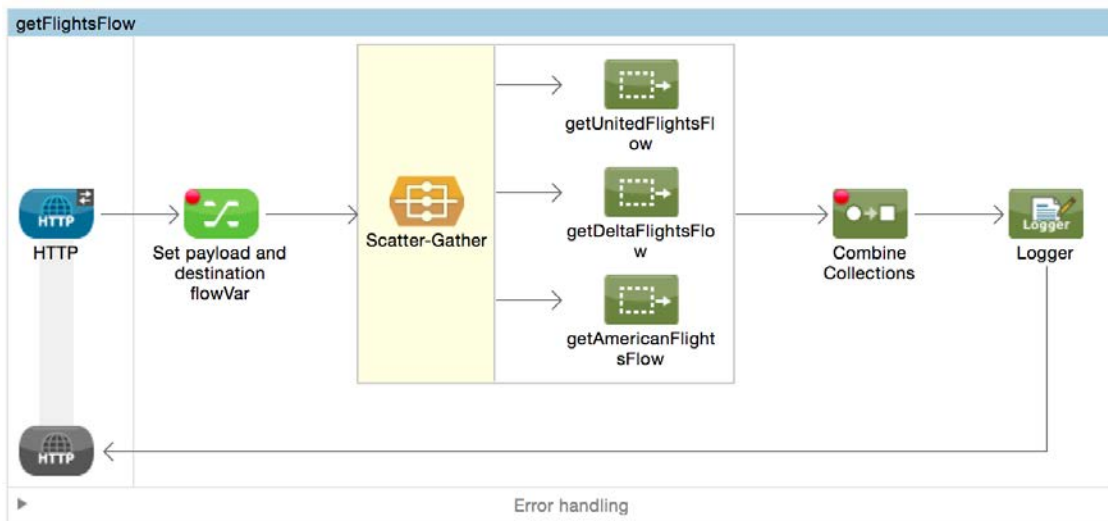 getFlightsFlow
HTTP
HTTP
Set payload and
destination
flowVar
Scatter-Gather
getUnitedFlightsFl
ow
getDeltaFlightsFlo
w
getAmericanFlight
sFlow
Combine
Collections
Logger
Logger
HTTP
Error handling